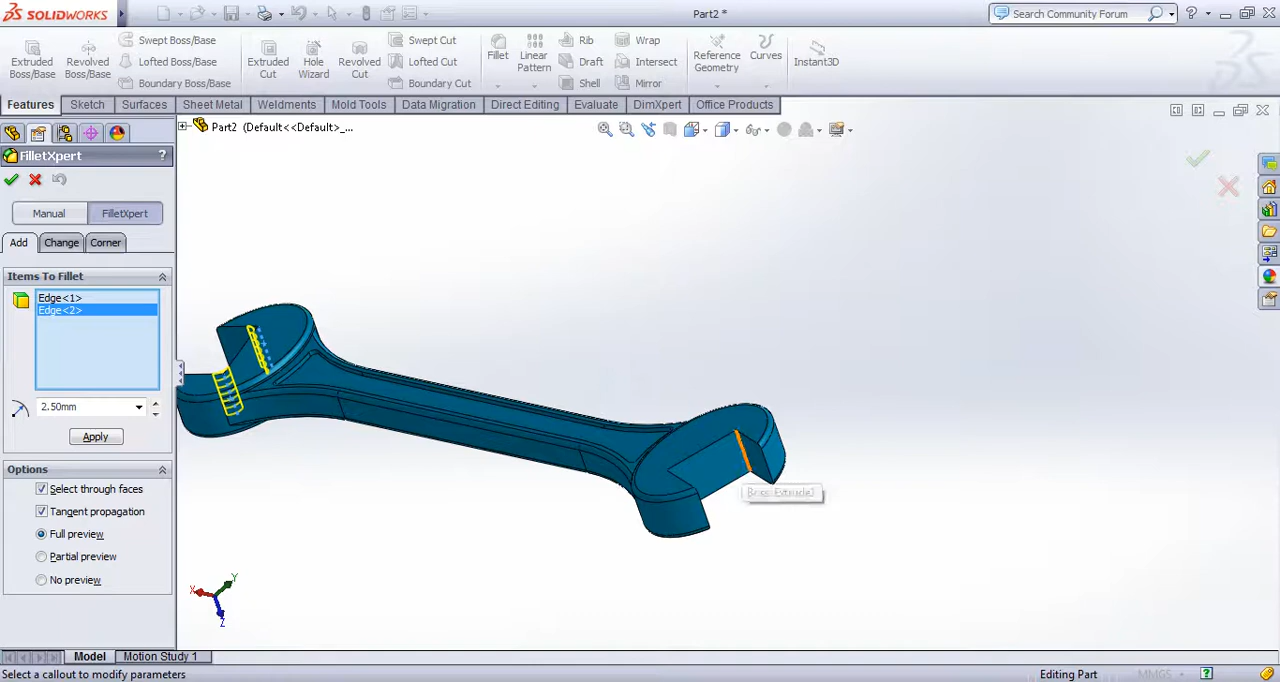 SOLIDWORKS
Part2 *
Search Community Forum
Extruded Boss/Base
Revolved Boss/Base
Swept Boss/Base
Lofted Boss/Base
Boundary Boss/Base
Extruded Cut
Hole Wizard
Revolved Cut
Swept Cut
Lofted Cut
Boundary Cut
Fillet
Linear Pattern
Rib
Draft
Shell
Wrap
Intersect
Mirror
Reference Geometry
Curves
Instant3D
Features Sketch Surfaces Sheet Metal Weldments Mold Tools Data Migration Direct Editing Evaluate DimXpert Office Products
Part2 (Default<<Default>_...
FilletXpert ?
Manual FilletXpert
Add Change Corner
Items To Fillet
Edge<1>
Edge<2>
2.50mm
Apply
Options
Select through faces
Tangent propagation
Full preview
Partial preview
No preview
Boss-Extrude1
X Y Z
Model Motion Study 1
Select a callout to modify parameters
Editing Part
MMGS
?